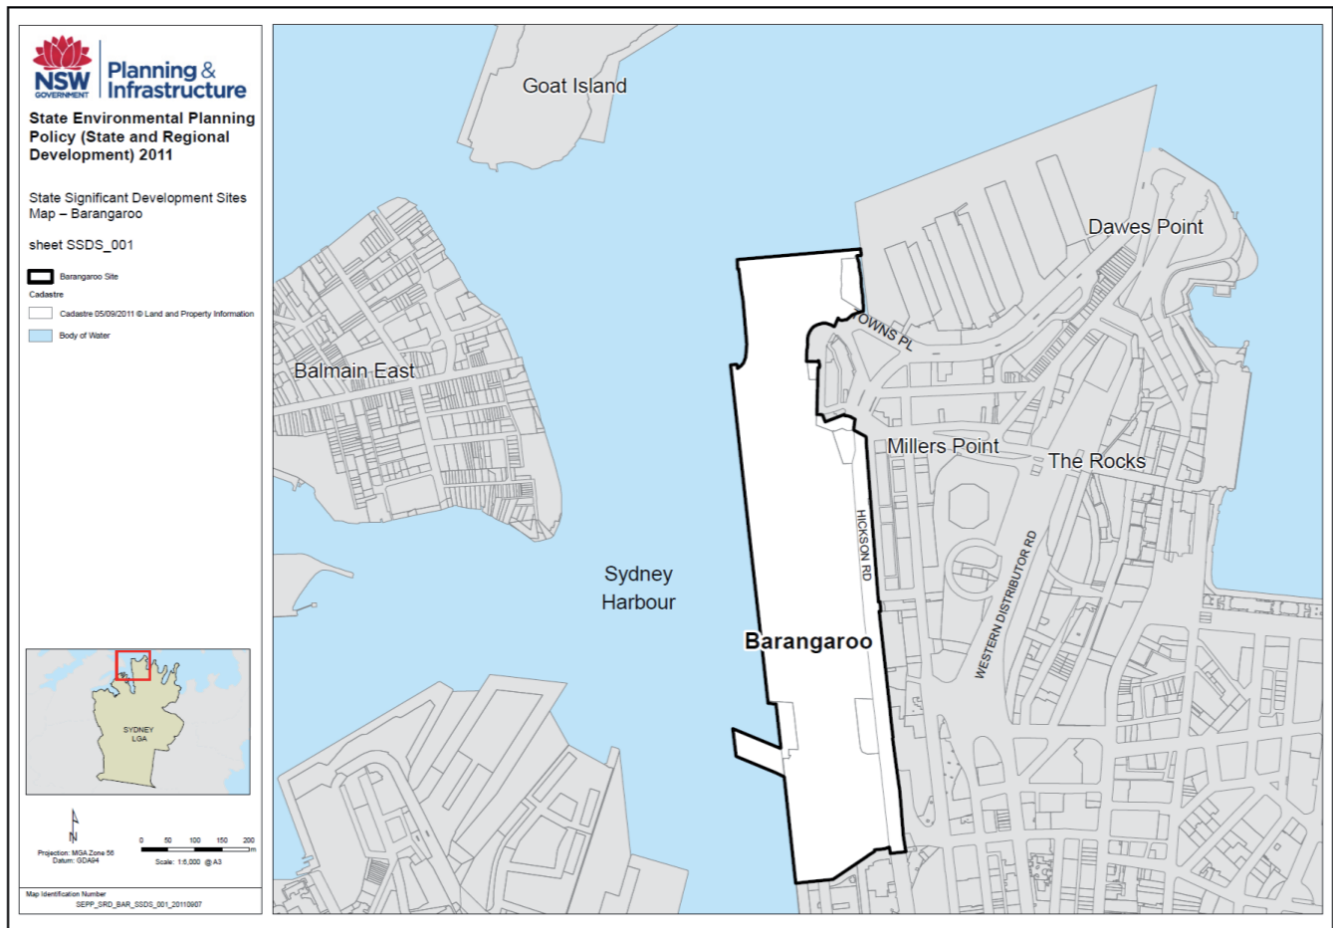 NSW
GOVERNMENT
Planning &
Infrastructure
State Environmental Planning
Policy (State and Regional
Development) 2011
State Significant Development Sites
Map – Barangaroo
sheet SSDS_001
Barangaroo Site
Cadastre
Cadastre 05/09/2011 © Land and Property Information
Body of Water
SYDNEY
LGA
N
Projection: MGA Zone 56
Datum: GDA94
0 50 100 150 200
m
Scale: 1:6,000 @ A3
Map Identification Number
SEPP_SRD_BAR_SSDS_001_20110907
Goat Island
Dawes Point
TOWNS PL
Balmain East
Millers Point
The Rocks
HICKSON RD
WESTERN DISTRIBUTOR RD
Sydney
Harbour
Barangaroo